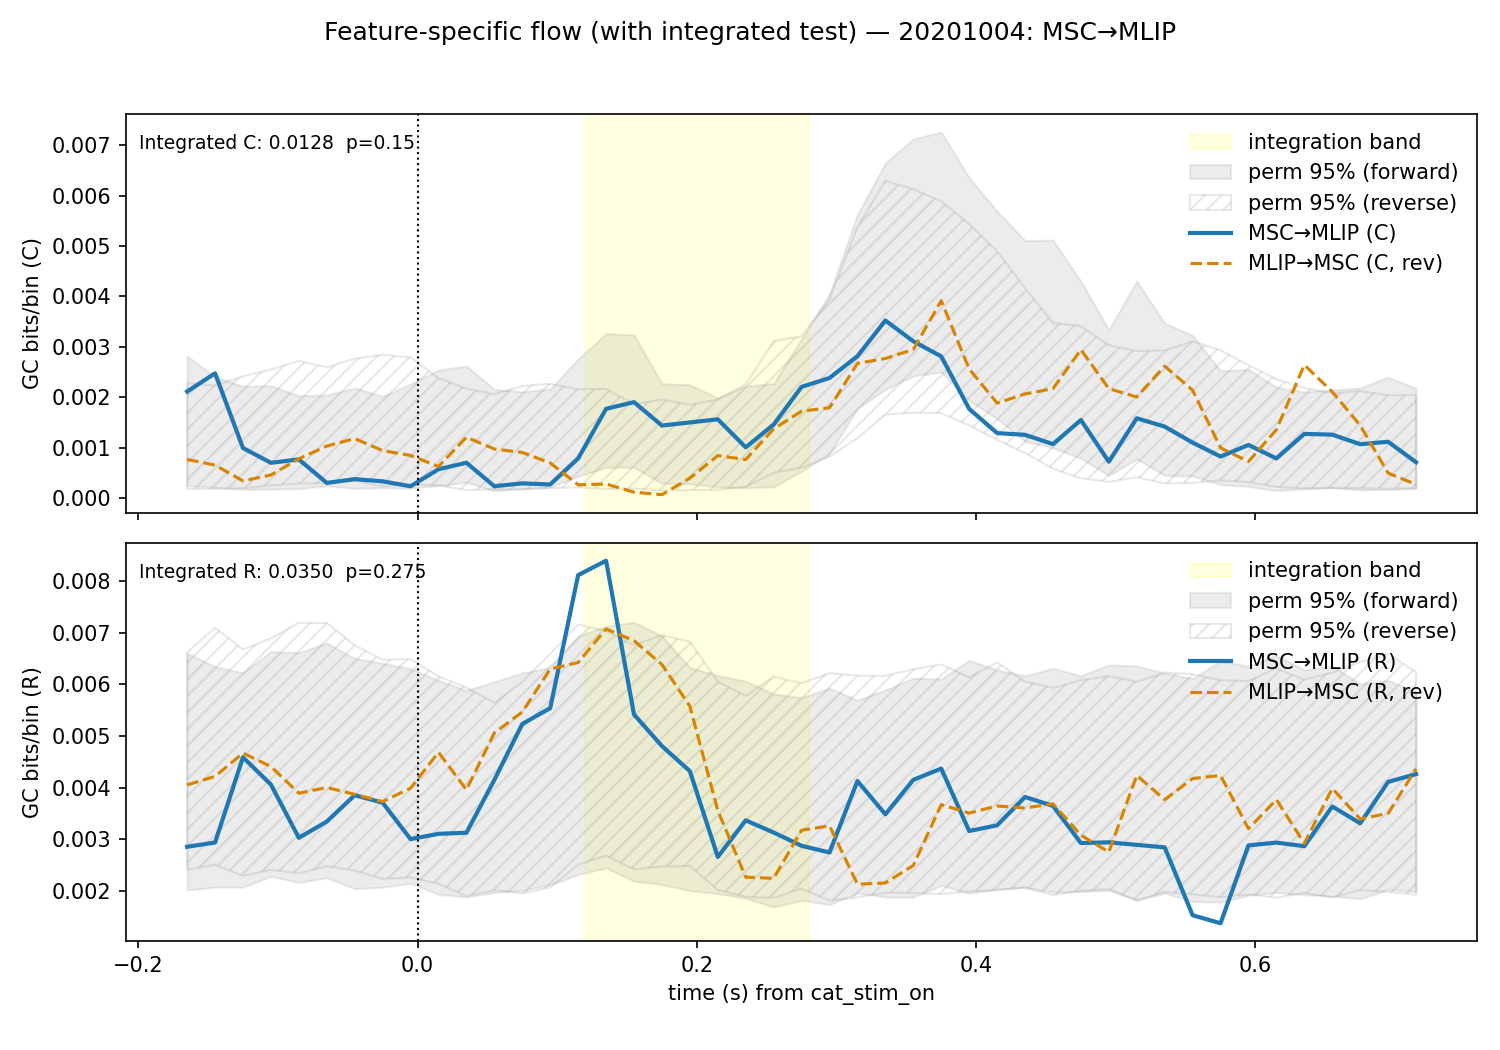 Feature-specific flow (with integrated test) — 20201004: MSC→MLIP
Integrated C: 0.0128  p=0.15
integration band
perm 95% (forward)
perm 95% (reverse)
MSC→MLIP (C)
MLIP→MSC (C, rev)
GC bits/bin (C)
0.007
0.006
0.005
0.004
0.003
0.002
0.001
0.000
Integrated R: 0.0350  p=0.275
integration band
perm 95% (forward)
perm 95% (reverse)
MSC→MLIP (R)
MLIP→MSC (R, rev)
GC bits/bin (R)
0.008
0.007
0.006
0.005
0.004
0.003
0.002
−0.2 0.0 0.2 0.4 0.6
time (s) from cat_stim_on